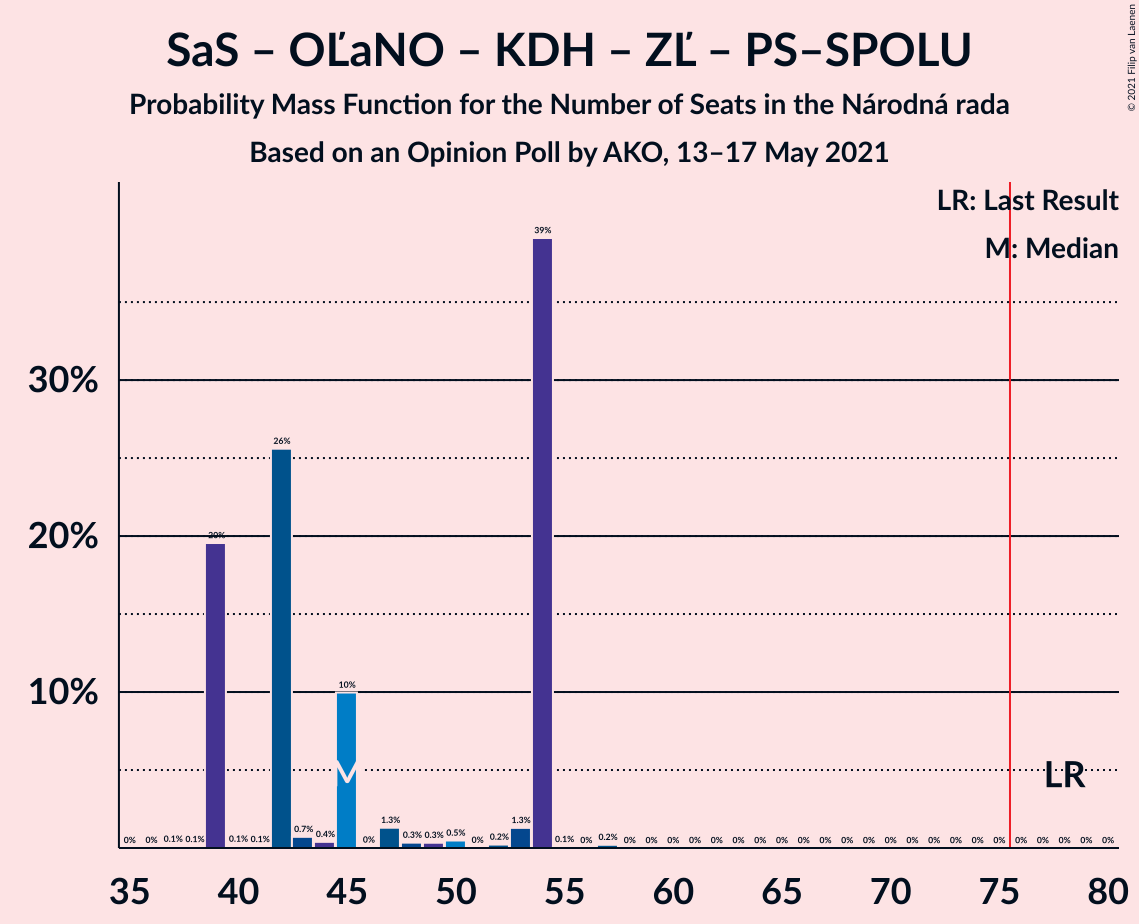 SaS – OĽaNO – KDH – ZĽ – PS–SPOLU
Probability Mass Function for the Number of Seats in the Národná rada
Based on an Opinion Poll by AKO, 13–17 May 2021
© 2021 Filip van Laenen
LR: Last Result
M: Median
39%
30%
26%
20%
20%
10%
10%
M
LR
0% 0% 0.1% 0.1% 0.1% 0.1% 0.7% 0.4% 0% 1.3% 0.3% 0.3% 0.5% 0% 0.2% 1.3% 0.1% 0% 0.2% 0% 0% 0% 0% 0% 0% 0% 0% 0% 0% 0% 0% 0% 0% 0% 0% 0% 0% 0% 0% 0% 0% 0%
35 40 45 50 55 60 65 70 75 80